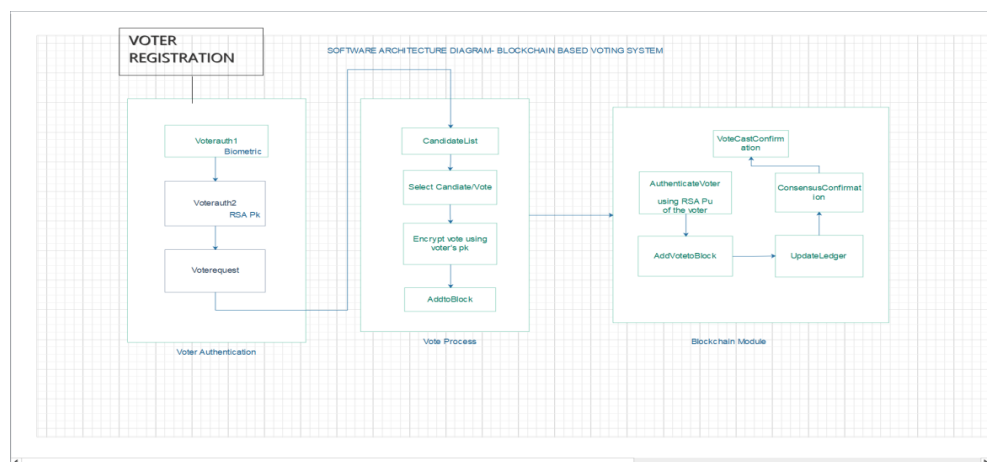 VOTER
REGISTRATION
SOFTWARE ARCHITECTURE DIAGRAM- BLOCKCHAIN BASED VOTING SYSTEM
Voterauth1
Biometric
Voterauth2
RSA Pk
Voterequest
Voter Authentication
CandidateList
Select Candiate/Vote
Encrypt vote using
voter's pk
AddtoBlock
Vote Process
VoteCastConfirm
ation
AuthenticateVoter
using RSA Pu
of the voter
ConsensusConfirmat
ion
AddVotetoBlock
UpdateLedger
Blockchain Module